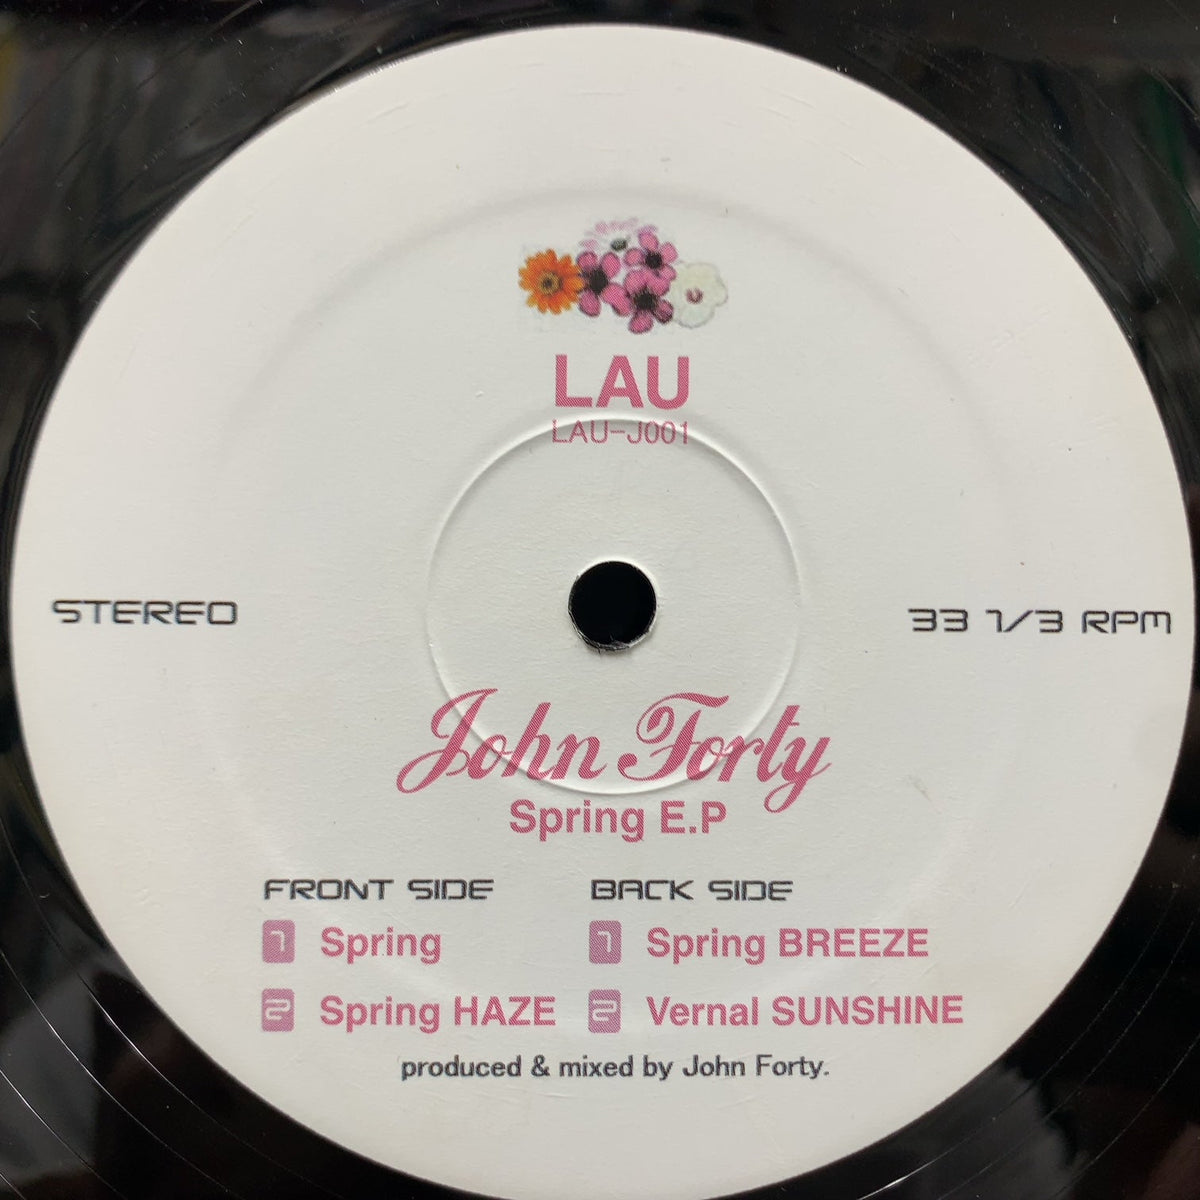 LAU
LAU-J001
STEREO
33 1/3 RPM
John Forty
Spring E.P
FRONT SIDE
1 Spring
2 Spring HAZE
BACK SIDE
1 Spring BREEZE
2 Vernal SUNSHINE
produced & mixed by John Forty.